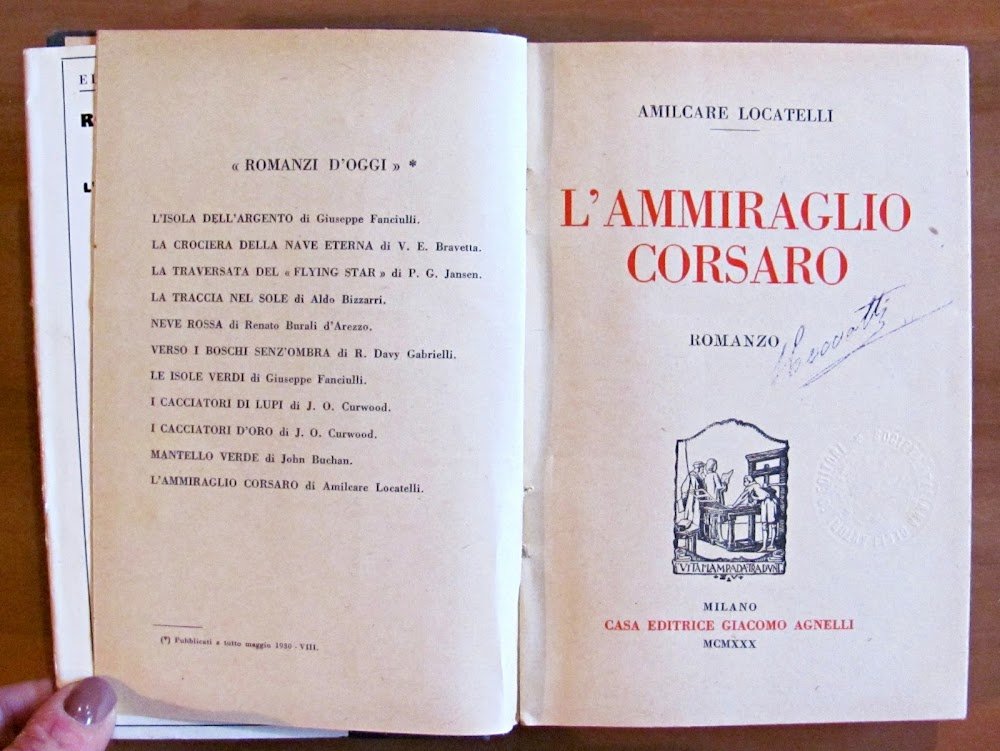 « ROMANZI D'OGGI » *
L'ISOLA DELL'ARGENTO di Giuseppe Fanciulli.
LA CROCIERA DELLA NAVE ETERNA di V. E. Bravetta.
LA TRAVERSATA DEL « FLYING STAR » di P. G. Jansen.
LA TRACCIA NEL SOLE di Aldo Bizzarri.
NEVE ROSSA di Renato Burali d'Arezzo.
VERSO I BOSCHI SENZ'OMBRA di R. Davy Gabrielli.
LE ISOLE VERDI di Giuseppe Fanciulli.
I CACCIATORI DI LUPI di J. O. Curwood.
I CACCIATORI D'ORO di J. O. Curwood.
MANTELLO VERDE di John Buchan.
L'AMMIRAGLIO CORSARO di Amilcare Locatelli.
(*) Pubblicati a tutto maggio 1930 - VIII.
AMILCARE LOCATELLI
L'AMMIRAGLIO
CORSARO
ROMANZO
VITAI LAMPADA TRADUNT
MILANO
CASA EDITRICE GIACOMO AGNELLI
MCMXXX